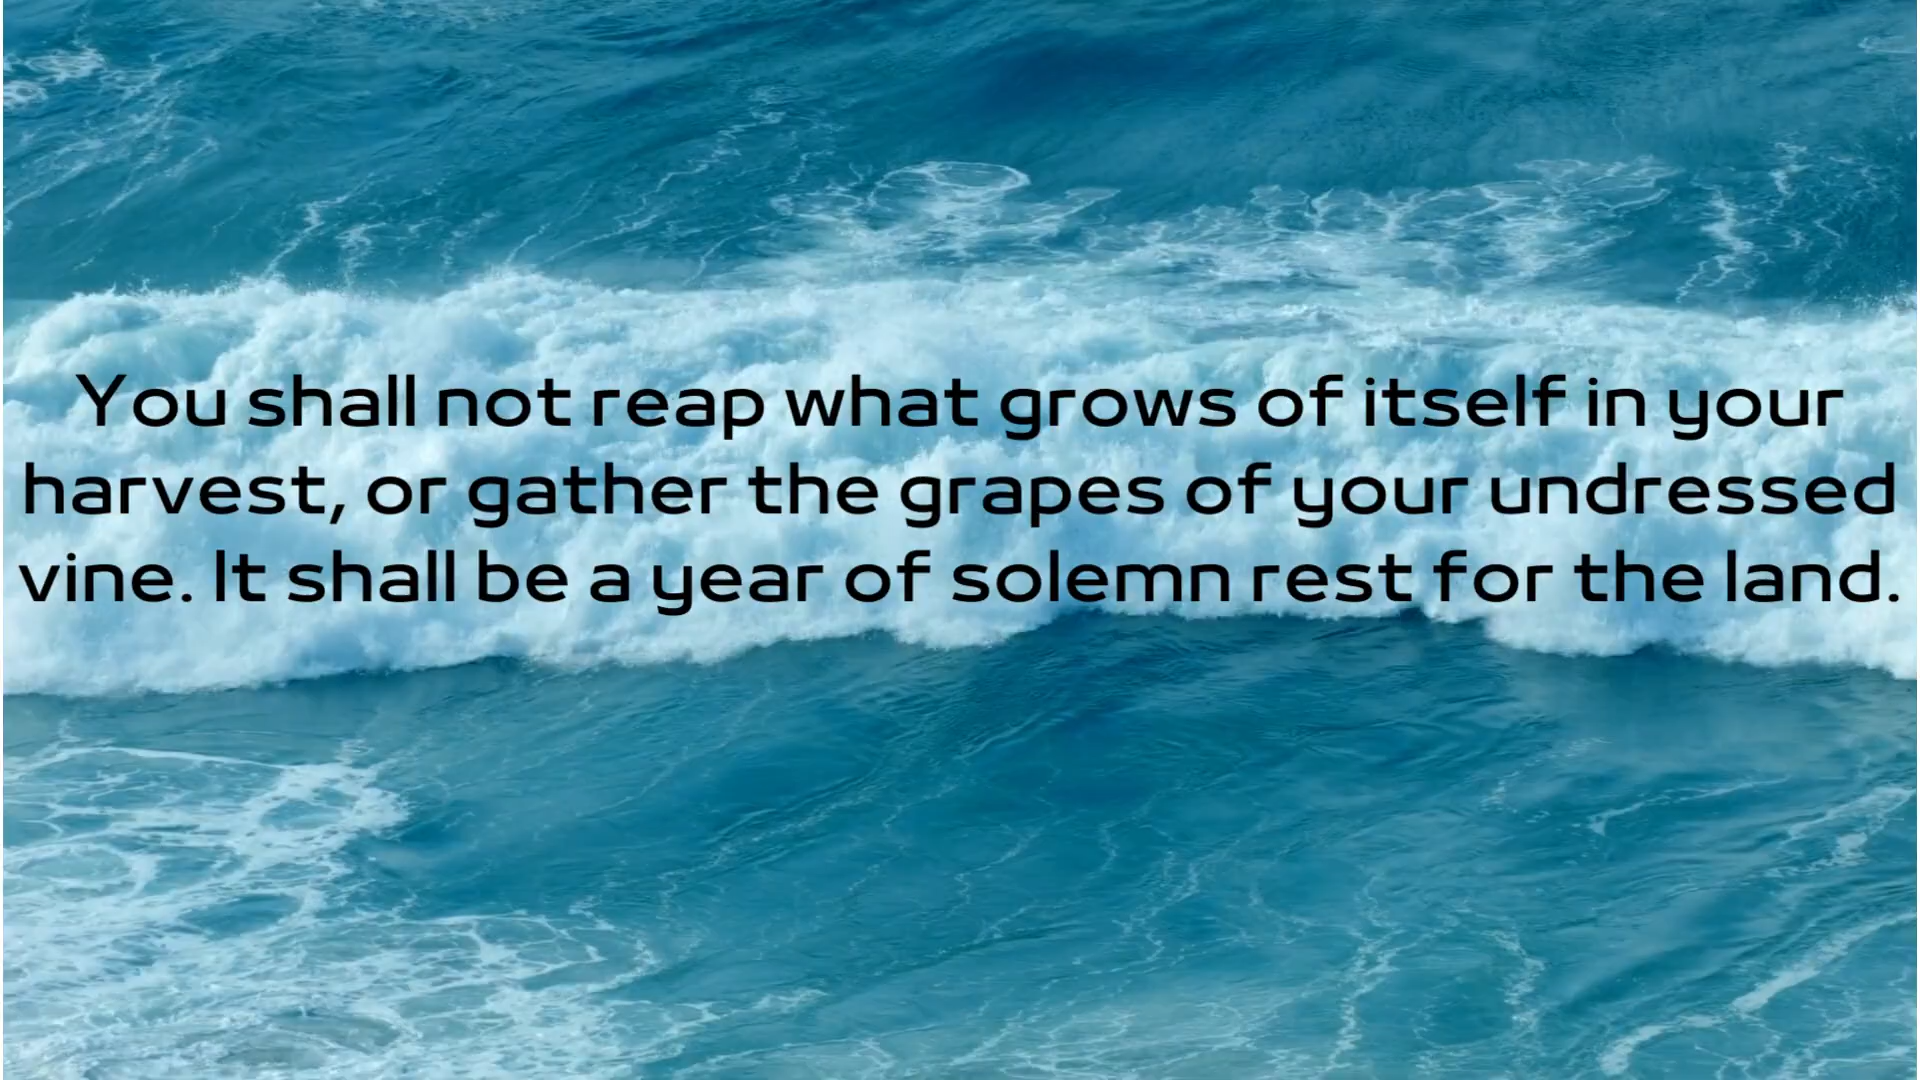 You shall not reap what grows of itself in your
harvest, or gather the grapes of your undressed
vine. It shall be a year of solemn rest for the land.